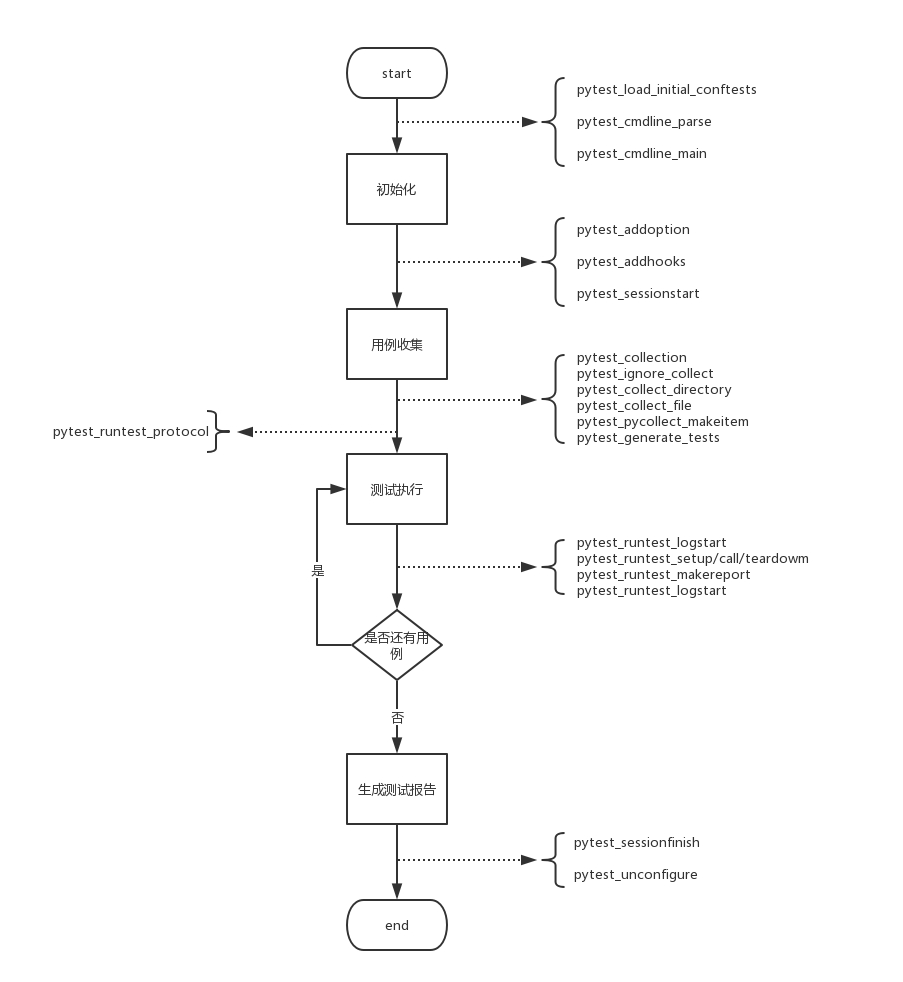 start
pytest_load_initial_conftests
pytest_cmdline_parse
pytest_cmdline_main
初始化
pytest_addoption
pytest_addhooks
pytest_sessionstart
用例收集
pytest_collection
pytest_ignore_collect
pytest_collect_directory
pytest_collect_file
pytest_pycollect_makeitem
pytest_generate_tests
pytest_runtest_protocol
测试执行
pytest_runtest_logstart
pytest_runtest_setup/call/teardowm
pytest_runtest_makereport
pytest_runtest_logstart
是
是否还有用
例
否
生成测试报告
pytest_sessionfinish
pytest_unconfigure
end